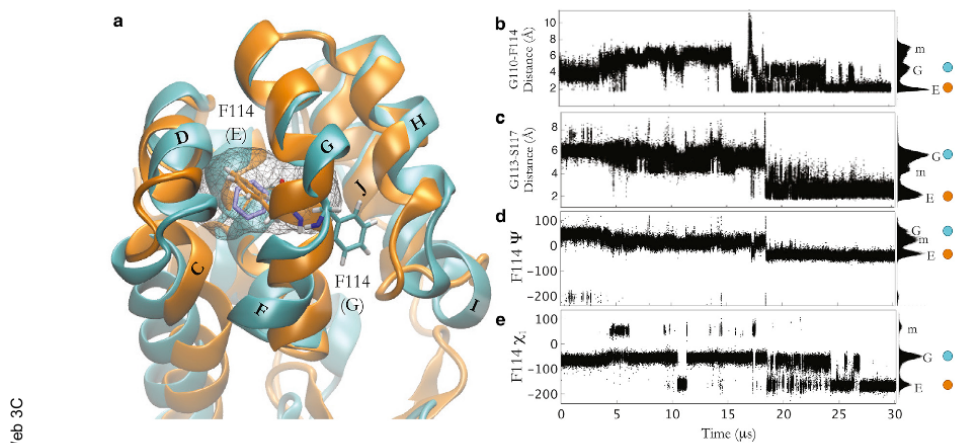 a
F114
(E)
D
G
H
J
C
F114
(G)
F
I
b
G110-F114
Distance (Å)
10
8
6
4
2
m
G
E
c
G113-S117
Distance (Å)
8
6
4
2
G
m
E
d
F114 Ψ
100
0
-100
-200
G
m
E
e
F114 χ1
100
0
-100
-200
m
G
E
0 5 10 15 20 25 30
Time (μs)